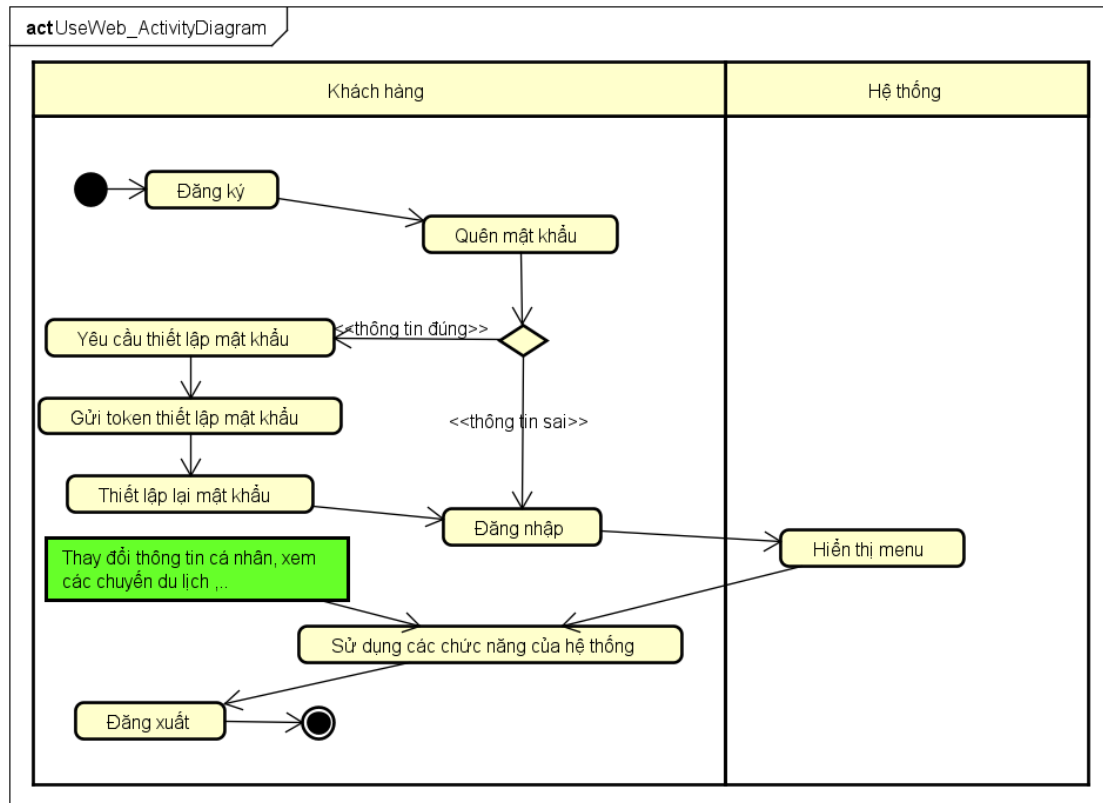 act UseWeb_ActivityDiagram
Khách hàng
Hệ thống
Đăng ký
Quên mật khẩu
<<thông tin đúng>>
Yêu cầu thiết lập mật khẩu
Gửi token thiết lập mật khẩu
<<thông tin sai>>
Thiết lập lại mật khẩu
Đăng nhập
Hiển thị menu
Thay đổi thông tin cá nhân, xem
các chuyến du lịch ,..
Sử dụng các chức năng của hệ thống
Đăng xuất